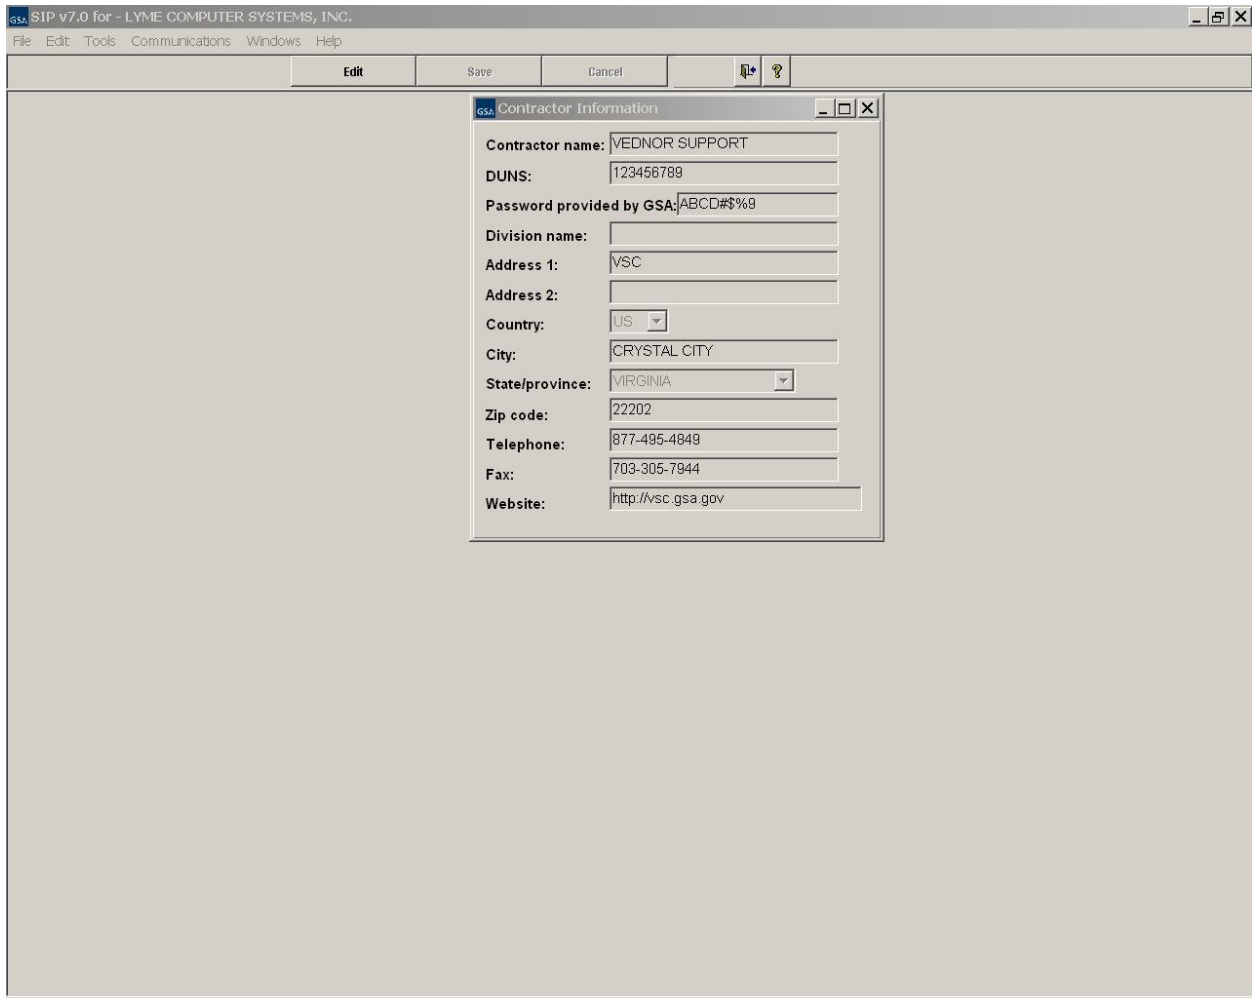 GSA SIP v7.0 for - LYME COMPUTER SYSTEMS, INC.
File Edit Tools Communications Windows Help
Edit Save Cancel ?
GSA Contractor Information
Contractor name: VEDNOR SUPPORT
DUNS: 123456789
Password provided by GSA: ABCD#$%9
Division name:
Address 1: VSC
Address 2:
Country: US
City: CRYSTAL CITY
State/province: VIRGINIA
Zip code: 22202
Telephone: 877-495-4849
Fax: 703-305-7944
Website: http://vsc.gsa.gov